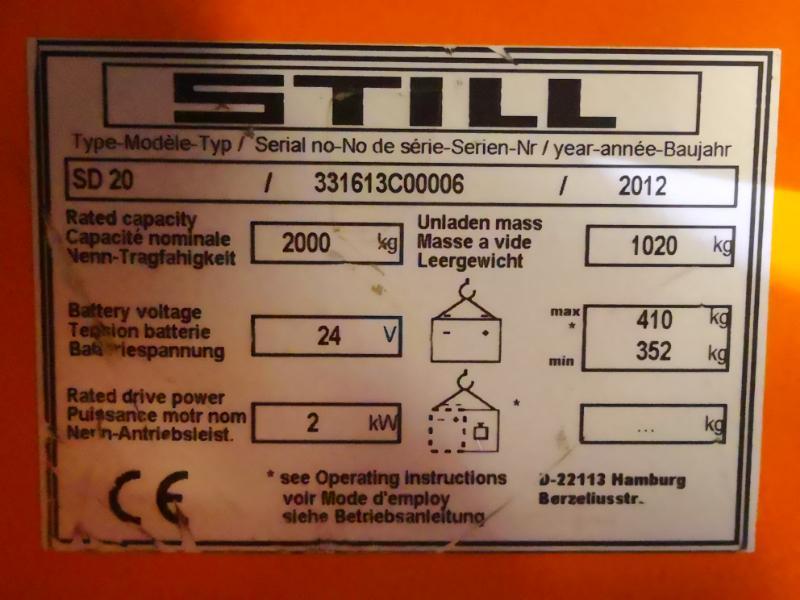 STILL
Type-Modèle-Typ / Serial no-No de série-Serien-Nr / year-année-Baujahr
SD 20 / 331613C00006 / 2012
Rated capacity
Capacité nominale
Nenn-Tragfahigkeit
2000 kg
Unladen mass
Masse a vide
Leergewicht
1020 kg
Battery voltage
Tension batterie
Batteriespannung
24 V
- +
max 410 kg
*
min 352 kg
Rated drive power
Puissance motr nom
Nenn-Antriebsleist.
2 kW
*
... kg
CE
* see Operating instructions
voir Mode d'employ
siehe Betriebsanleitung
D-22113 Hamburg
Berzeliusstr.